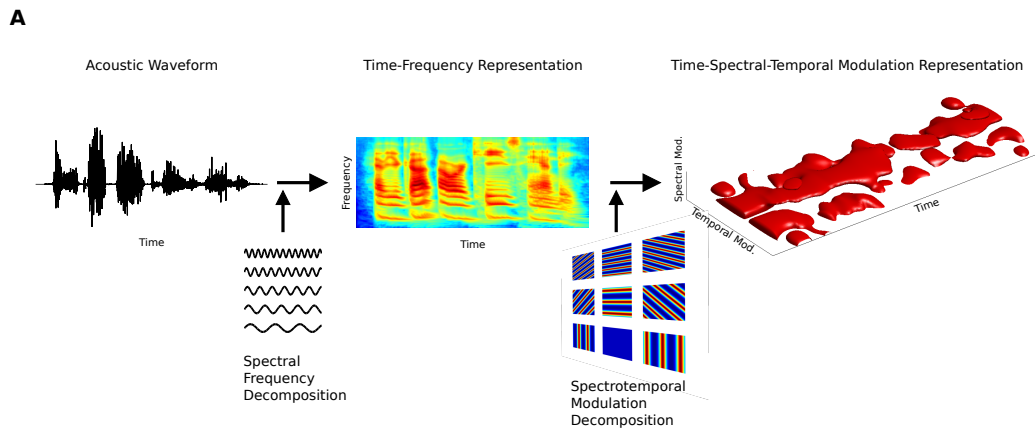 A
Acoustic Waveform
Time-Frequency Representation
Time-Spectral-Temporal Modulation Representation
Frequency
Spectral Mod.
Temporal Mod.
Time
Time
Time
Spectral
Frequency
Decomposition
Spectrotemporal
Modulation
Decomposition